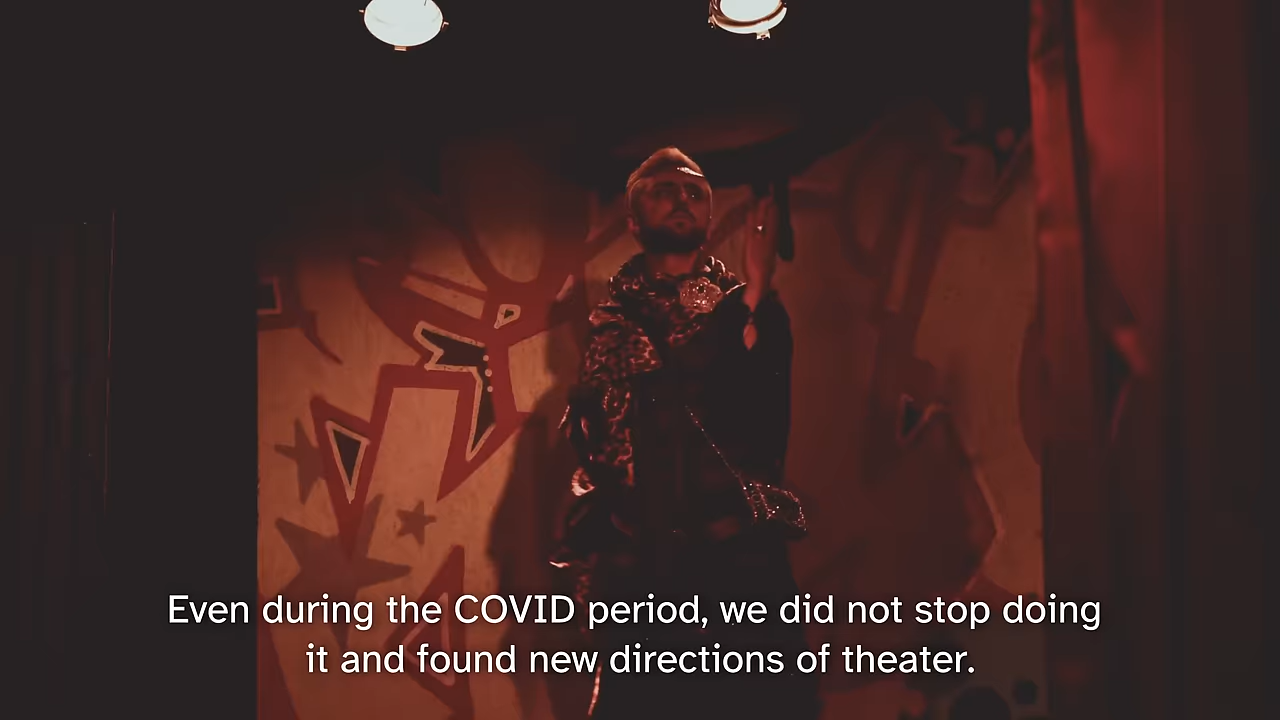 Even during the COVID period, we did not stop doing
it and found new directions of theater.